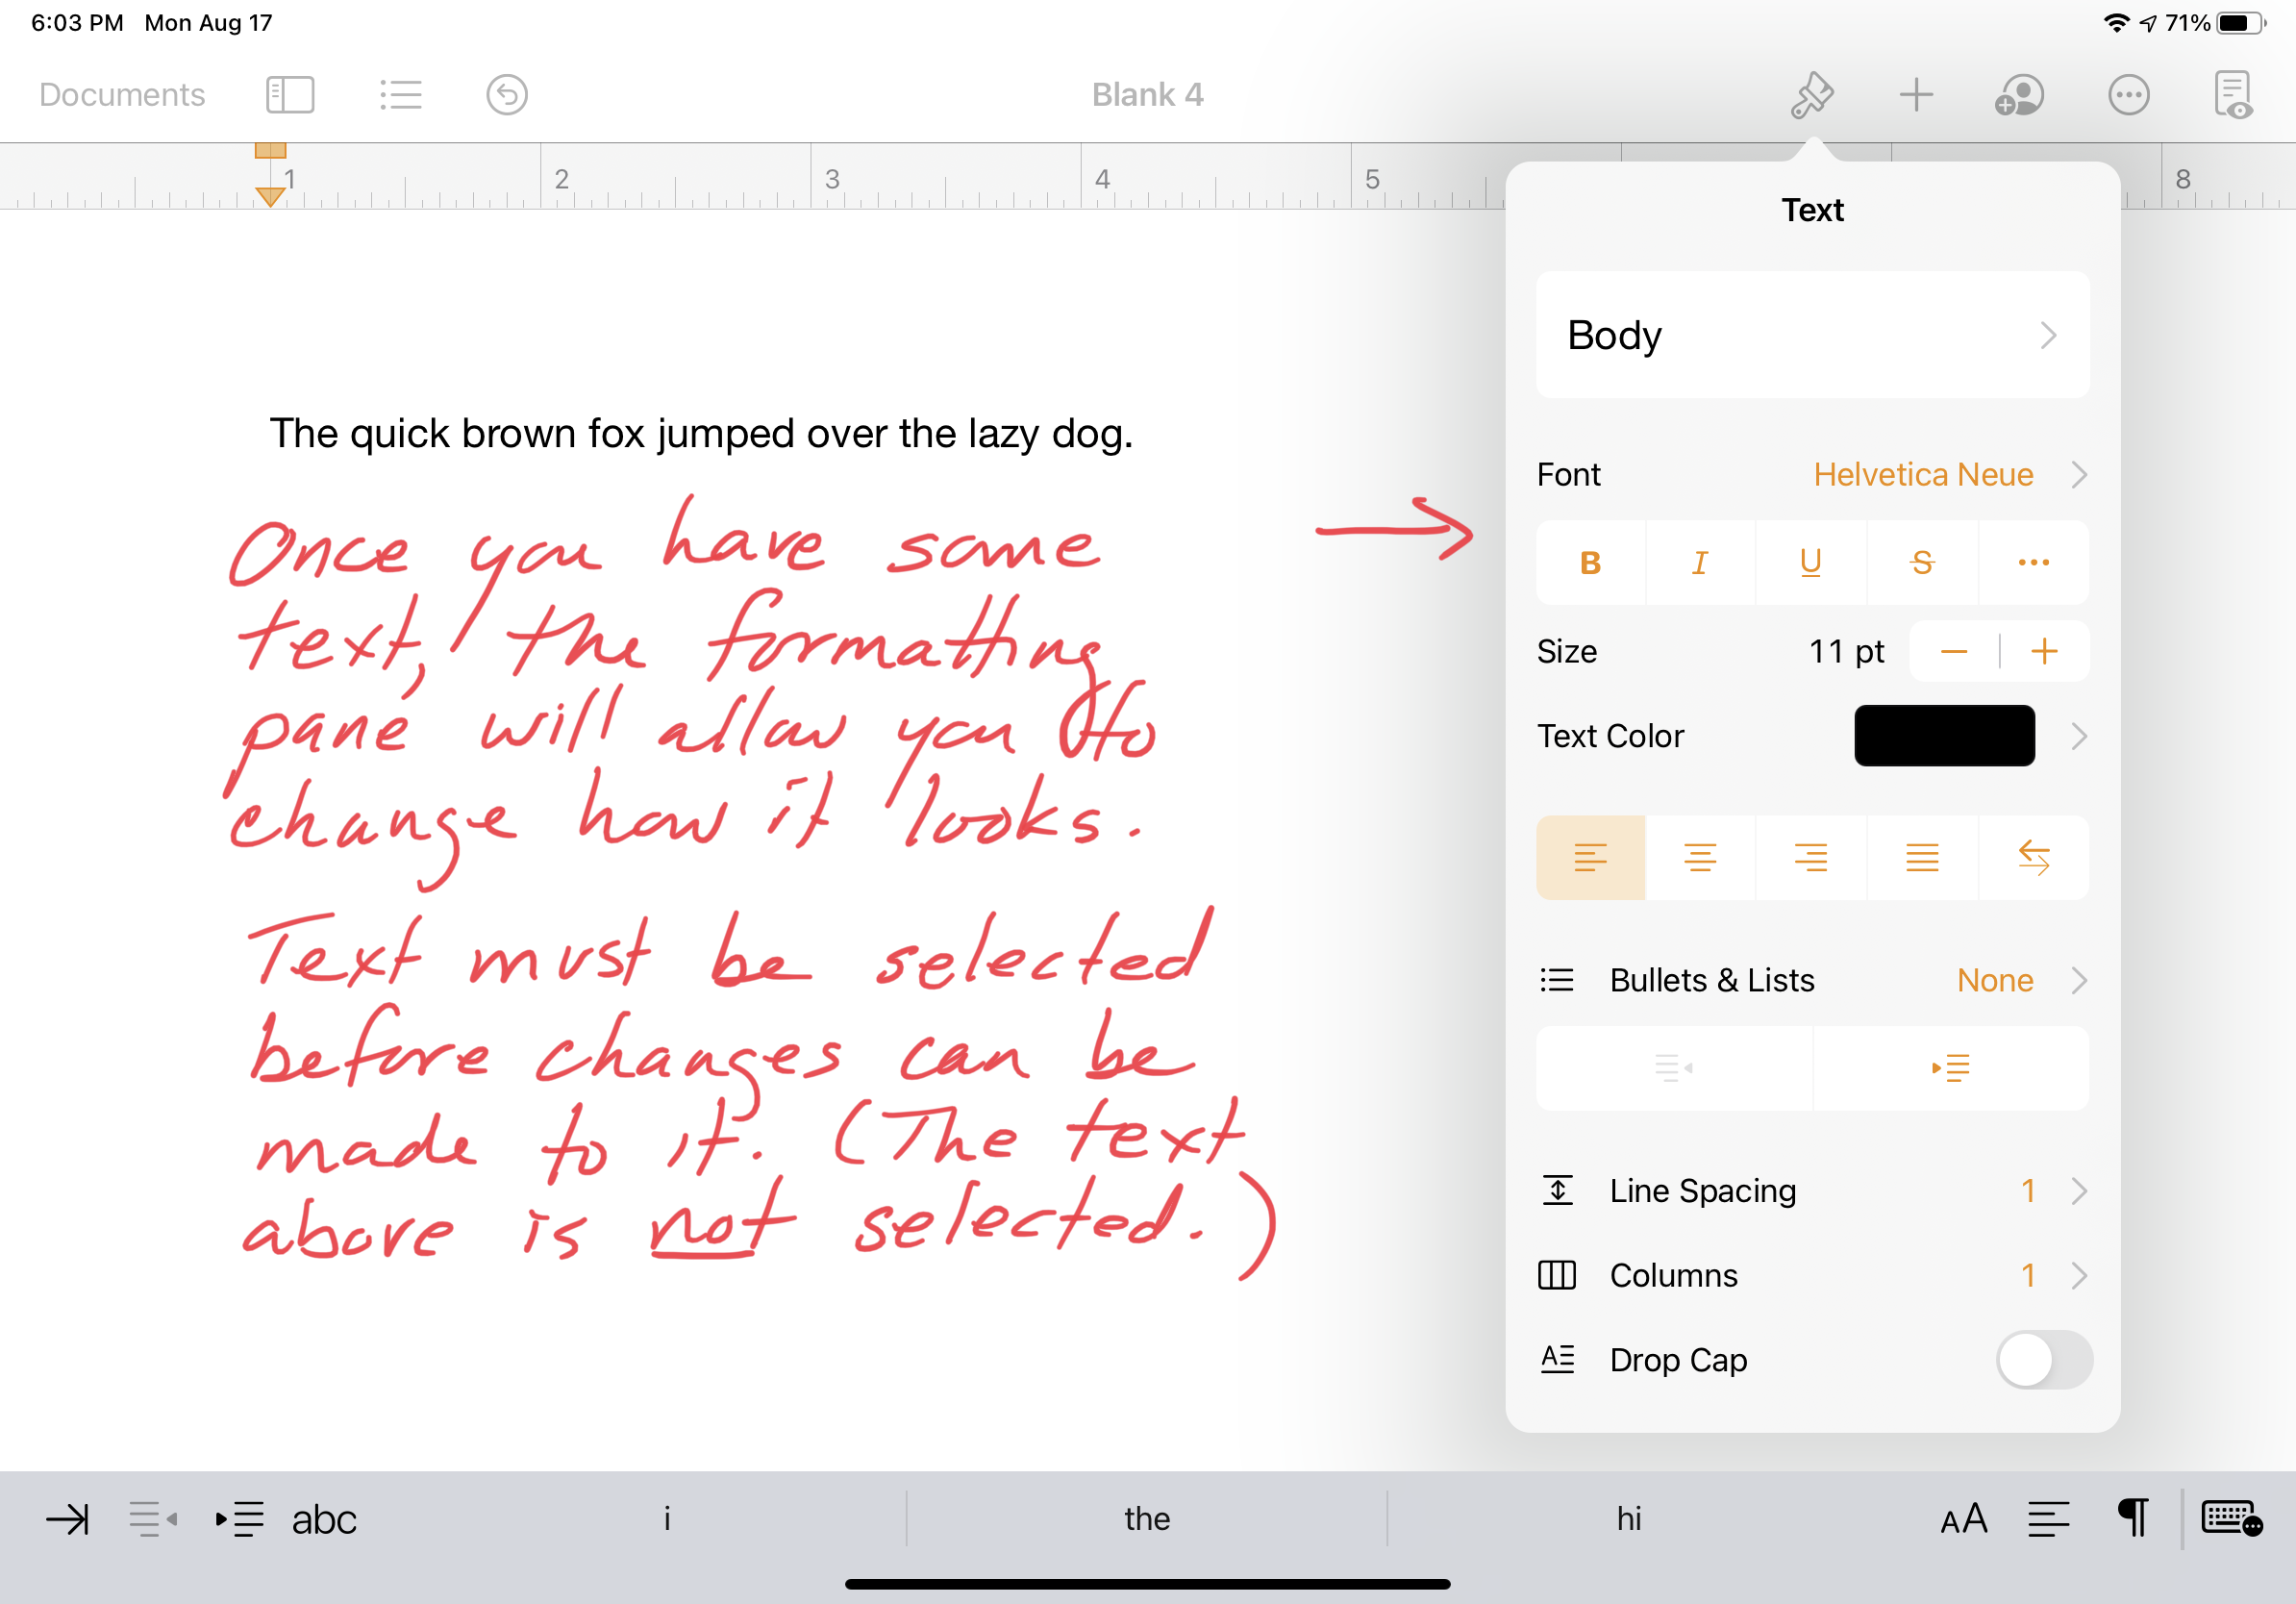 6:03 PM Mon Aug 17 71%
Documents Blank 4
1 2 3 4 5 8
Text
Body
The quick brown fox jumped over the lazy dog.
Font Helvetica Neue
B I U S ...
Size 11 pt − +
Text Color
Once you have some
text, the formatting
pane will allow you to
change how it looks.
Text must be selected
before changes can be
made to it. (The text
above is not selected.)
Bullets & Lists None
Line Spacing 1
Columns 1
Drop Cap
abc i the hi AA ¶